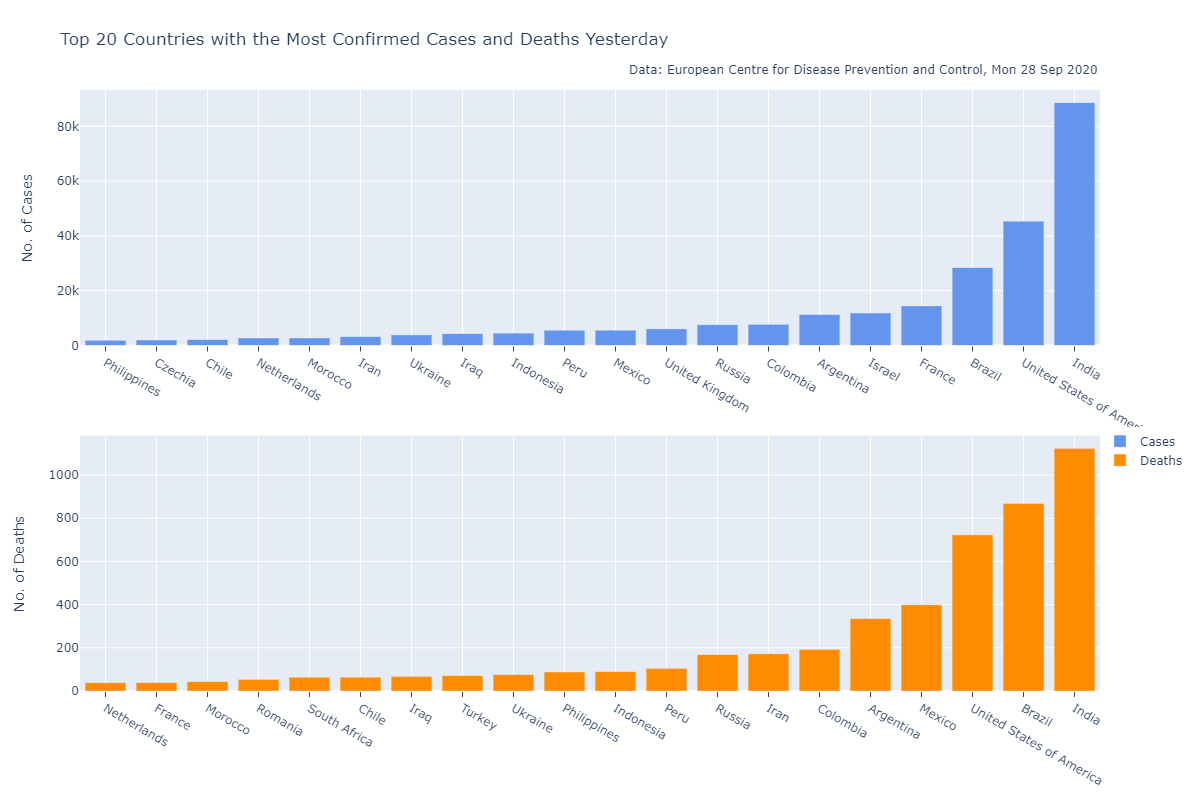 Top 20 Countries with the Most Confirmed Cases and Deaths Yesterday
Data: European Centre for Disease Prevention and Control, Mon 28 Sep 2020
No. of Cases
80k
60k
40k
20k
0
Philippines
Czechia
Chile
Netherlands
Morocco
Iran
Ukraine
Iraq
Indonesia
Peru
Mexico
United Kingdom
Russia
Colombia
Argentina
Israel
France
Brazil
United States of Ameri
India
Cases
Deaths
No. of Deaths
1000
800
600
400
200
0
Netherlands
France
Morocco
Romania
South Africa
Chile
Iraq
Turkey
Ukraine
Philippines
Indonesia
Peru
Russia
Iran
Colombia
Argentina
Mexico
United States of America
Brazil
India